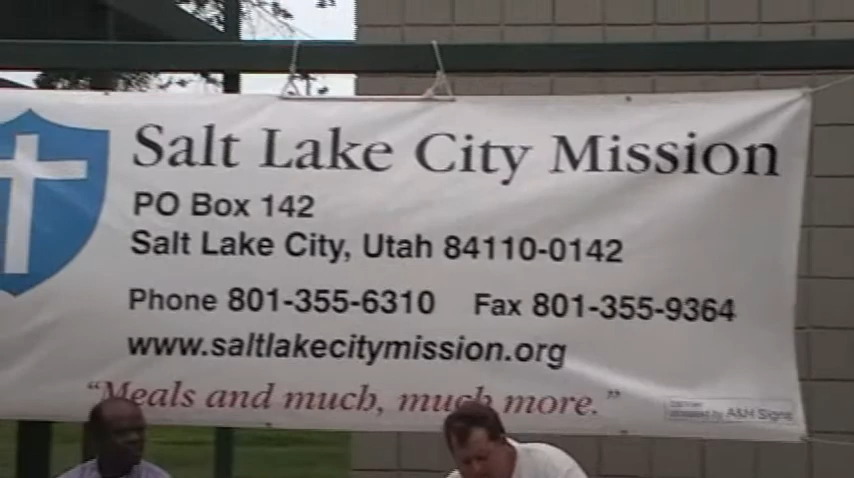 Salt Lake City Mission
PO Box 142
Salt Lake City, Utah 84110-0142
Phone 801-355-6310 Fax 801-355-9364
www.saltlakecitymission.org
“Meals and much, much more.”
by A&H Signs